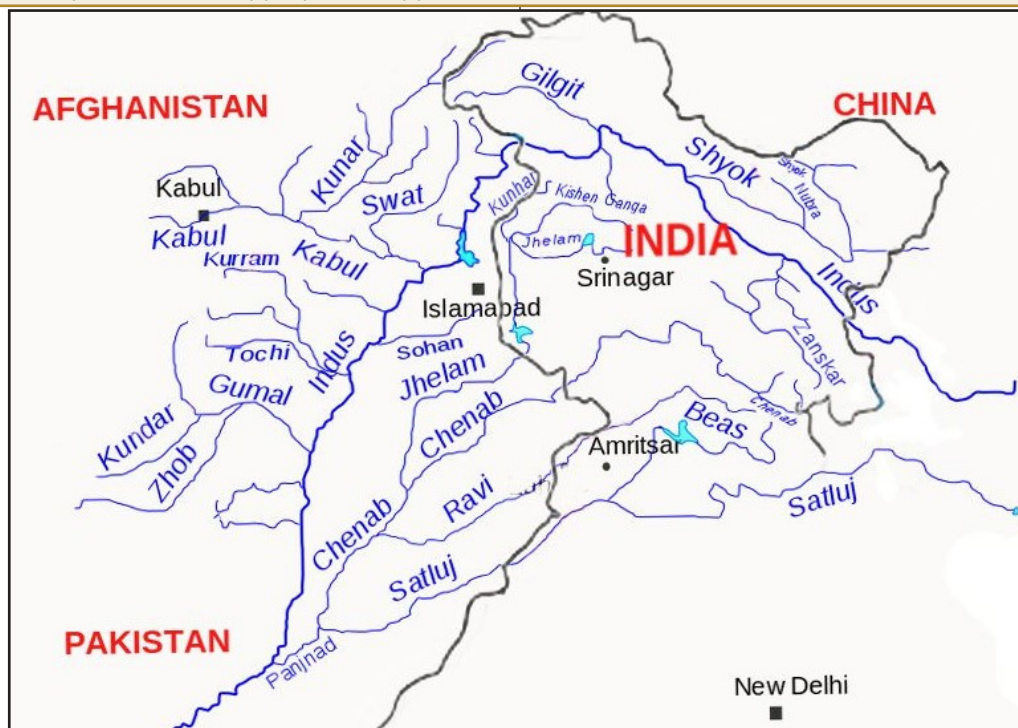 Gilgit
AFGHANISTAN
CHINA
Kunar
Shyok
Shyok
Nubra
Kabul
Swat
Kunhar
Kishen Ganga
Kabul
Kurram
Kabul
Jhelam
INDIA
Srinagar
Indus
Islamabad
Zanskar
Tochi
Indus
Sohan
Jhelam
Gumal
Chenab
Chenab
Kundar
Zhob
Beas
Amritsar
Ravi
Satluj
Chenab
Satluj
PAKISTAN
Panjnad
New Delhi